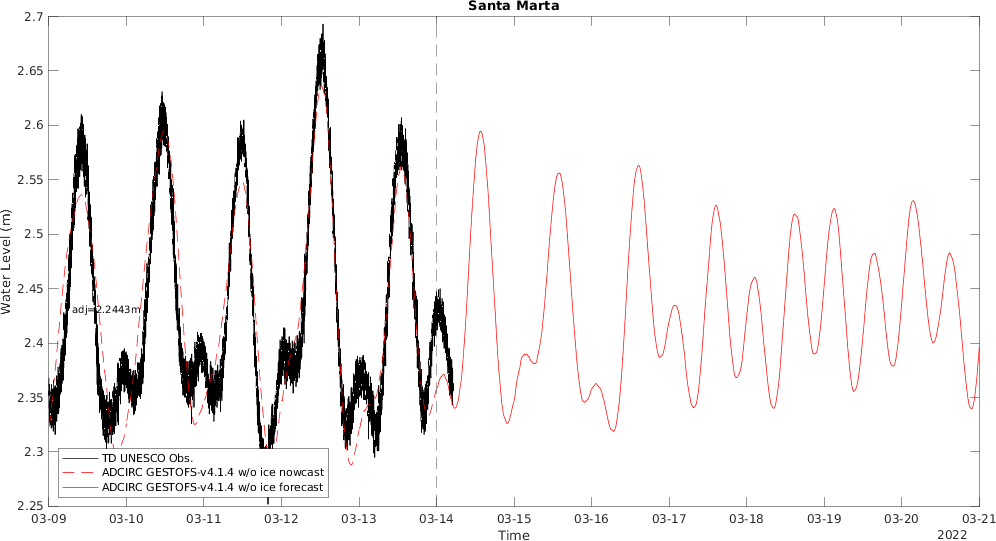 Santa Marta
2.7
2.65
2.6
2.55
2.5
2.45
2.4
2.35
2.3
2.25
Water Level (m)
adj=2.2443m
TD UNESCO Obs.
ADCIRC GESTOFS-v4.1.4 w/o ice nowcast
ADCIRC GESTOFS-v4.1.4 w/o ice forecast
03-09 03-10 03-11 03-12 03-13 03-14 03-15 03-16 03-17 03-18 03-19 03-20 03-21
Time
2022